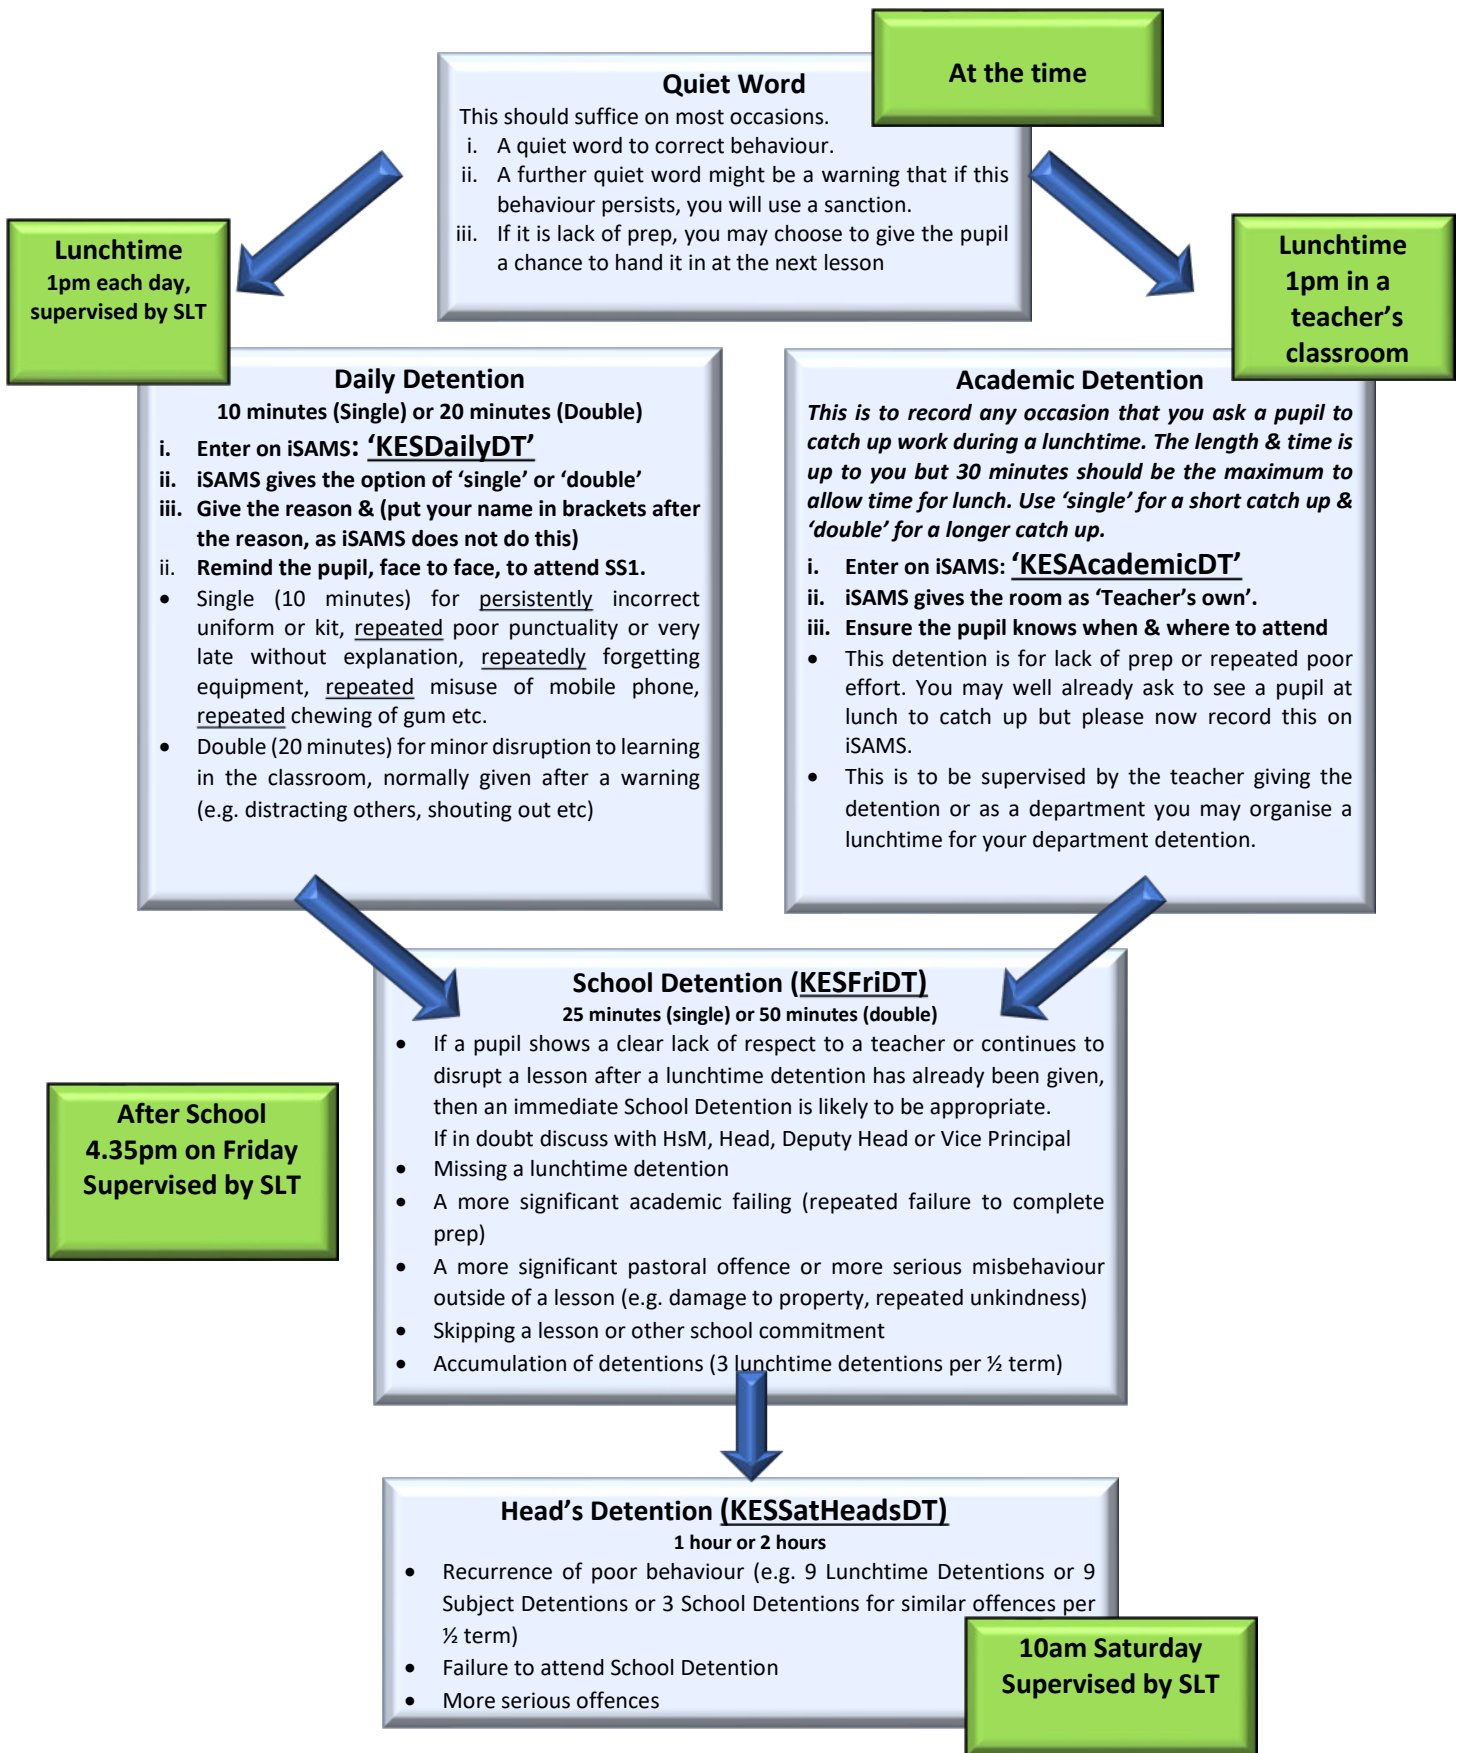 At the time
Quiet Word
This should suffice on most occasions.
i. A quiet word to correct behaviour.
ii. A further quiet word might be a warning that if this
behaviour persists, you will use a sanction.
iii. If it is lack of prep, you may choose to give the pupil
a chance to hand it in at the next lesson
Lunchtime
1pm each day,
supervised by SLT
Lunchtime
1pm in a
teacher’s
classroom
Daily Detention
10 minutes (Single) or 20 minutes (Double)
i. Enter on iSAMS: ‘KESDailyDT’
ii. iSAMS gives the option of ‘single’ or ‘double’
iii. Give the reason & (put your name in brackets after
the reason, as iSAMS does not do this)
ii. Remind the pupil, face to face, to attend SS1.
• Single (10 minutes) for persistently incorrect
uniform or kit, repeated poor punctuality or very
late without explanation, repeatedly forgetting
equipment, repeated misuse of mobile phone,
repeated chewing of gum etc.
• Double (20 minutes) for minor disruption to learning
in the classroom, normally given after a warning
(e.g. distracting others, shouting out etc)
Academic Detention
This is to record any occasion that you ask a pupil to
catch up work during a lunchtime. The length & time is
up to you but 30 minutes should be the maximum to
allow time for lunch. Use ‘single’ for a short catch up &
‘double’ for a longer catch up.
i. Enter on iSAMS: ‘KESAcademicDT’
ii. iSAMS gives the room as ‘Teacher’s own’.
iii. Ensure the pupil knows when & where to attend
• This detention is for lack of prep or repeated poor
effort. You may well already ask to see a pupil at
lunch to catch up but please now record this on
iSAMS.
• This is to be supervised by the teacher giving the
detention or as a department you may organise a
lunchtime for your department detention.
School Detention (KESFriDT)
25 minutes (single) or 50 minutes (double)
• If a pupil shows a clear lack of respect to a teacher or continues to
disrupt a lesson after a lunchtime detention has already been given,
then an immediate School Detention is likely to be appropriate.
If in doubt discuss with HsM, Head, Deputy Head or Vice Principal
• Missing a lunchtime detention
• A more significant academic failing (repeated failure to complete
prep)
• A more significant pastoral offence or more serious misbehaviour
outside of a lesson (e.g. damage to property, repeated unkindness)
• Skipping a lesson or other school commitment
• Accumulation of detentions (3 lunchtime detentions per ½ term)
After School
4.35pm on Friday
Supervised by SLT
Head’s Detention (KESSatHeadsDT)
1 hour or 2 hours
• Recurrence of poor behaviour (e.g. 9 Lunchtime Detentions or 9
Subject Detentions or 3 School Detentions for similar offences per
½ term)
• Failure to attend School Detention
• More serious offences
10am Saturday
Supervised by SLT